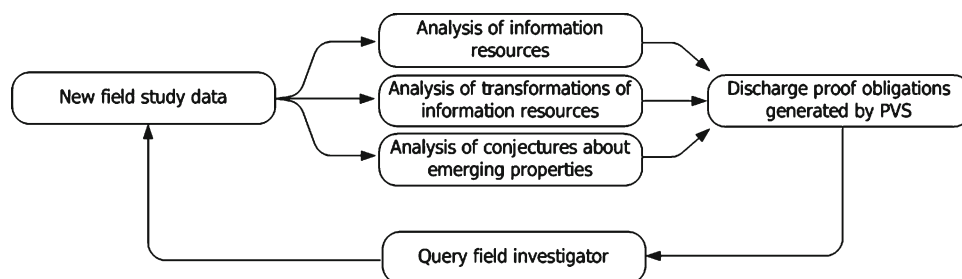 Analysis of information
resources
New field study data
Analysis of transformations of
information resources
Discharge proof obligations
generated by PVS
Analysis of conjectures about
emerging properties
Query field investigator